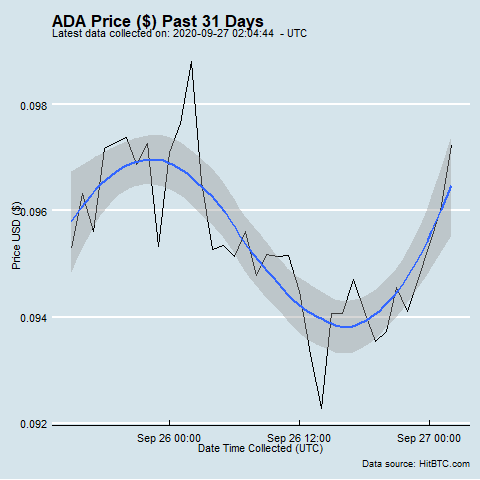 ADA Price ($) Past 31 Days
Latest data collected on: 2020-09-27 02:04:44 - UTC
0.098
0.096
0.094
0.092
Price USD ($)
Sep 26 00:00
Sep 26 12:00
Sep 27 00:00
Date Time Collected (UTC)
Data source: HitBTC.com